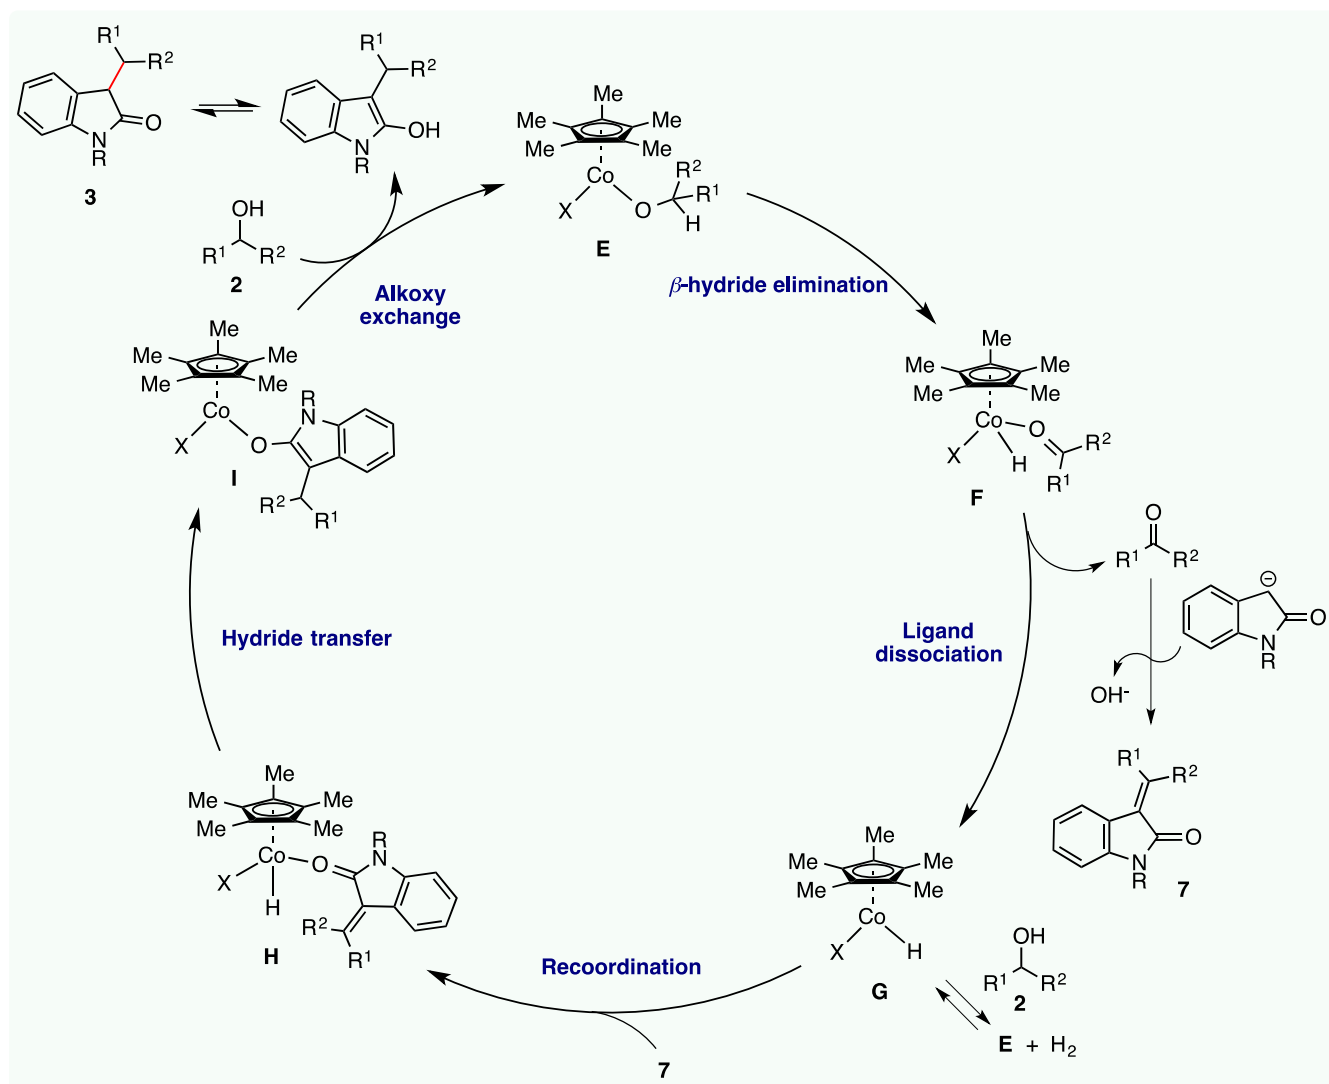 R1
R2
O
N
R
3
R1
R2
OH
N
R
OH
R1 R2
2
Alkoxy
exchange
Me
Me Me
Me Me
Co
X
O
R2
R1
H
E
β-hydride elimination
Me
Me Me
Me Me
Co
X
H
O
R2
R1
F
Ligand
dissociation
O
R1 R2
⊖
O
N
R
OH-
R1
R2
O
N
R
7
Me
Me Me
Me Me
Co
X
H
G
OH
R1 R2
2
E + H2
Recoordination
7
Me
Me Me
Me Me
Co
X
H
O
R
N
R2
R1
H
Hydride transfer
Me
Me Me
Me Me
Co
X
O
R
N
R2
R1
I